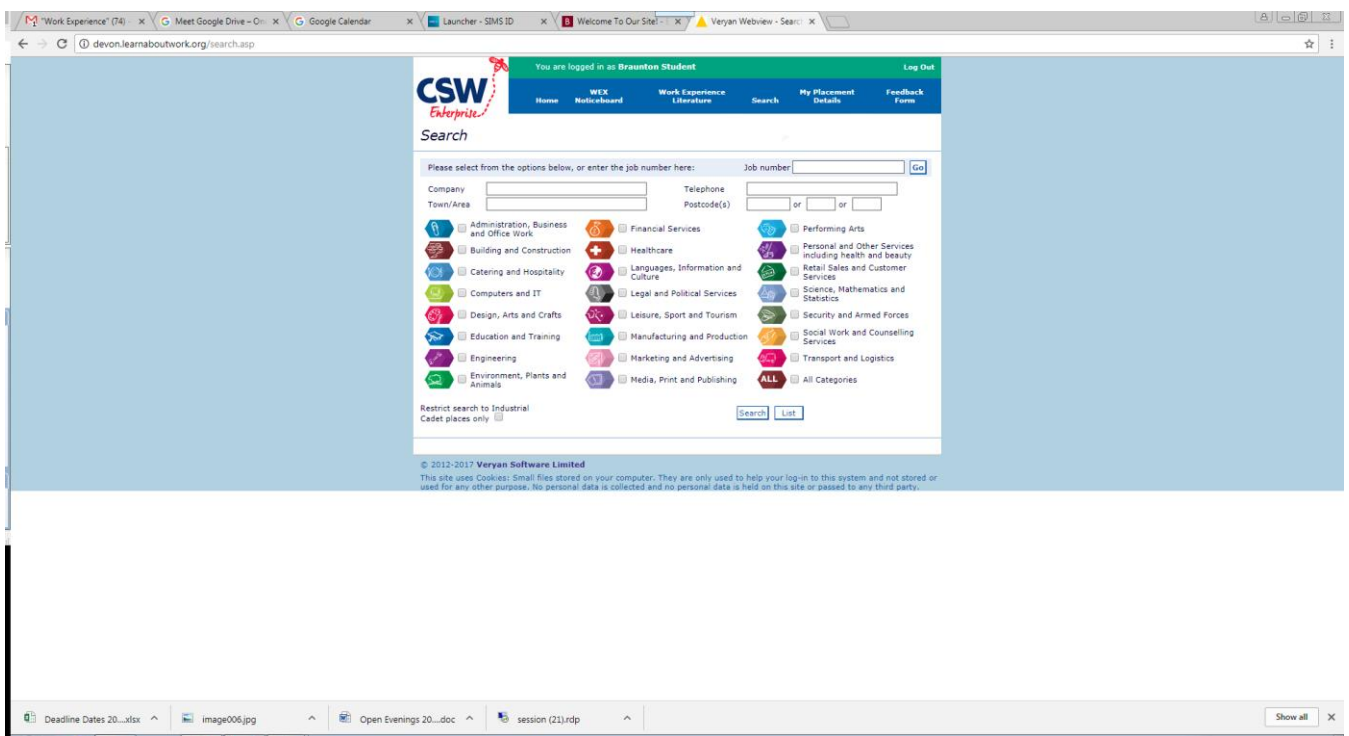 "Work Experience" (74) -
Meet Google Drive – On
Google Calendar
Launcher - SIMS ID
Welcome To Our Site! -
Veryan Webview - Searc
devon.learnaboutwork.org/search.asp
You are logged in as Braunton Student
Log Out
CSW
Enterprise
Home
WEX Noticeboard
Work Experience Literature
Search
My Placement Details
Feedback Form
Search
Please select from the options below, or enter the job number here:
Job number
Go
Company
Telephone
Town/Area
Postcode(s)
or
or
Administration, Business
and Office Work
Financial Services
Performing Arts
Building and Construction
Healthcare
Personal and Other Services
including health and beauty
Catering and Hospitality
Languages, Information and
Culture
Retail Sales and Customer
Services
Computers and IT
Legal and Political Services
Science, Mathematics and
Statistics
Design, Arts and Crafts
Leisure, Sport and Tourism
Security and Armed Forces
Education and Training
Manufacturing and Production
Social Work and Counselling
Services
Engineering
Marketing and Advertising
Transport and Logistics
Environment, Plants and
Animals
Media, Print and Publishing
ALL
All Categories
Restrict search to Industrial
Cadet places only
Search
List
© 2012-2017 Veryan Software Limited
This site uses Cookies: Small files stored on your computer. They are only used to help your log-in to this system and not stored or
used for any other purpose. No personal data is collected and no personal data is held on this site or passed to any third party.
Deadline Dates 20....xlsx
image006.jpg
Open Evenings 20....doc
session (21).rdp
Show all